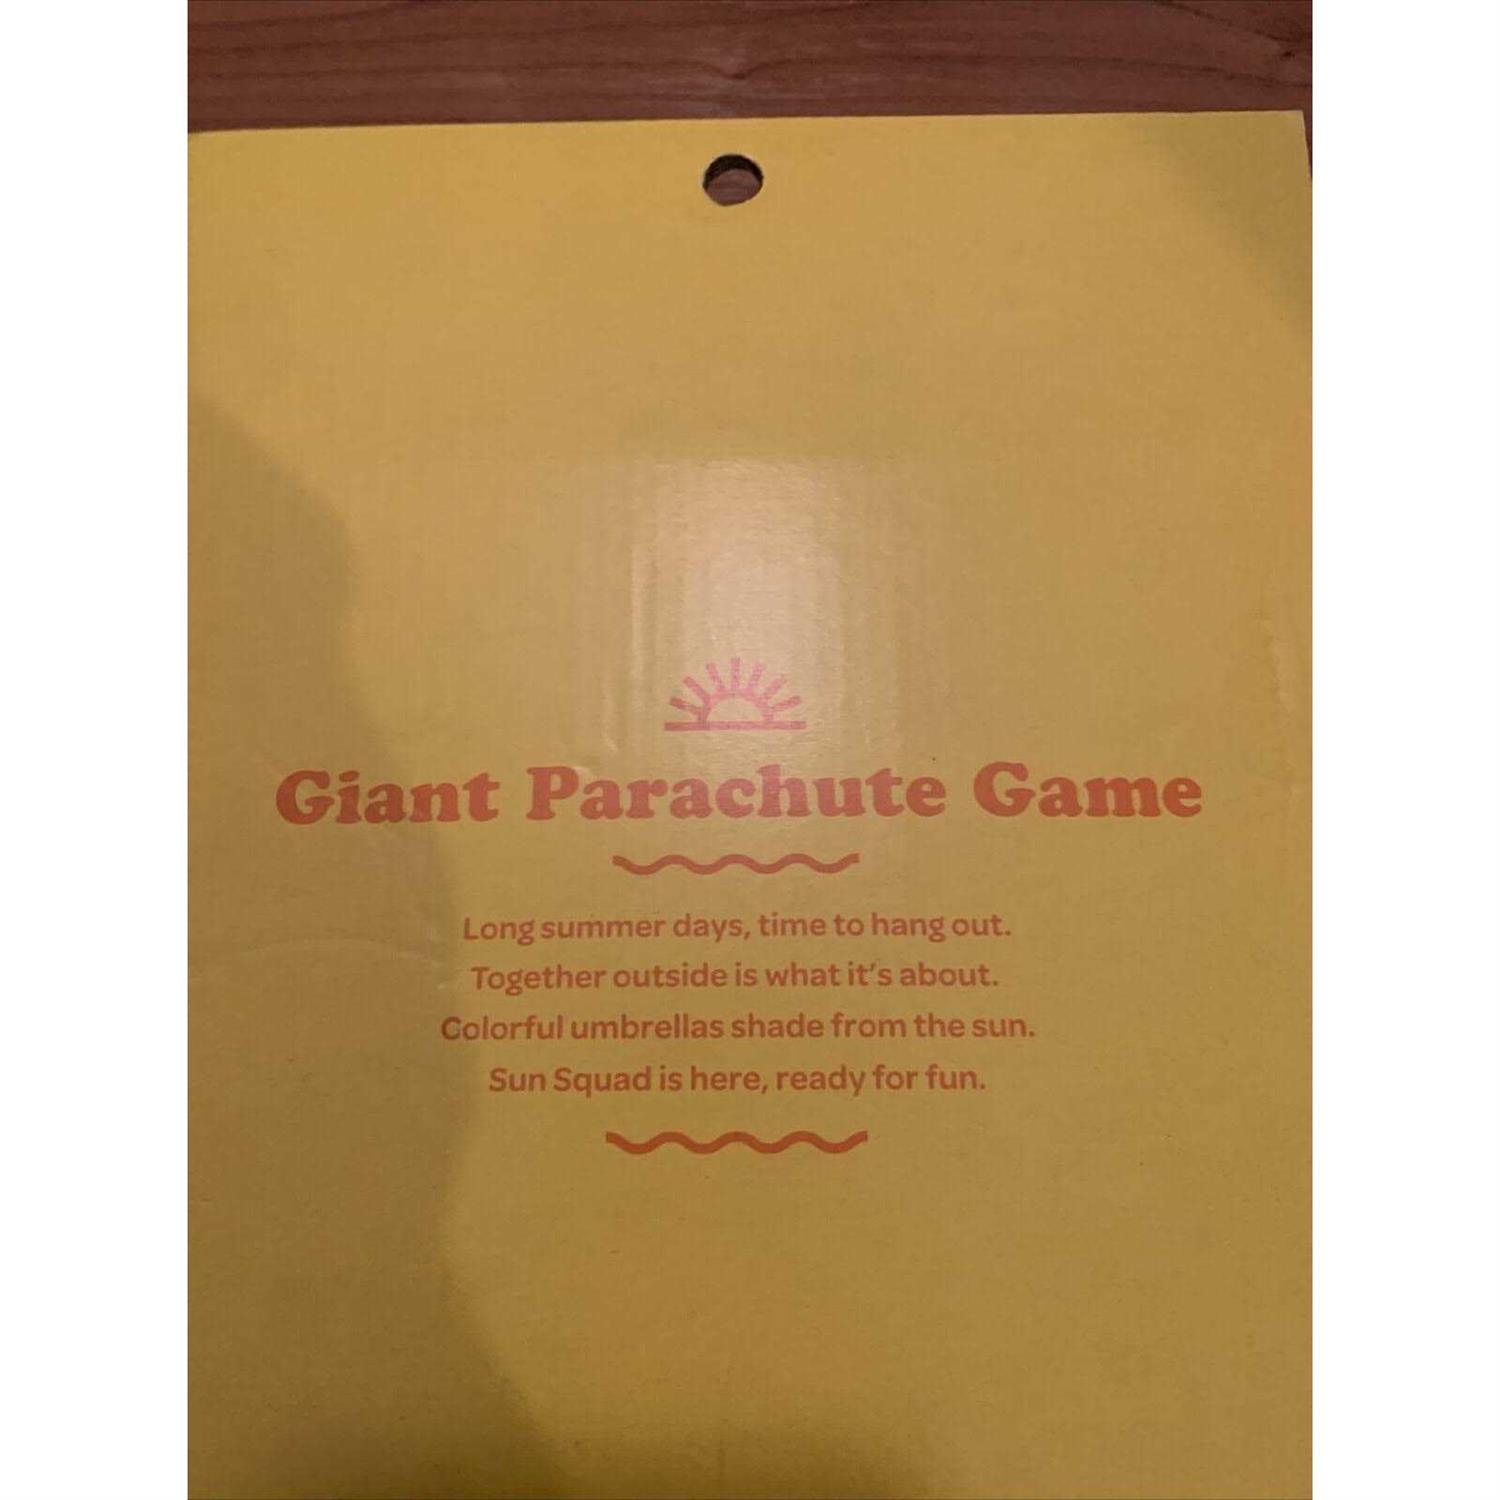 Giant Parachute Game
Long summer days, time to hang out.
Together outside is what it's about.
Colorful umbrellas shade from the sun.
Sun Squad is here, ready for fun.